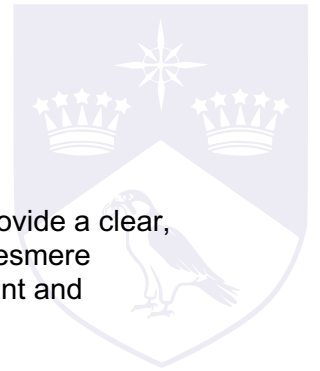 ovide a clear,
esmere
nt and